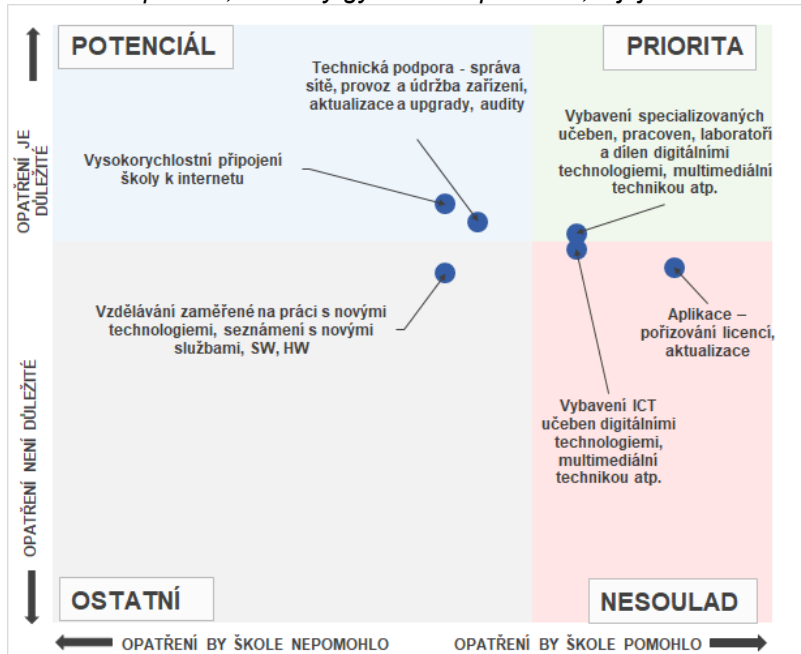 POTENCIÁL
PRIORITA
Technická podpora - správa
sítě, provoz a údržba zařízení,
aktualizace a upgrady, audity
Vybavení specializovaných
učeben, pracoven, laboratoří
a dílen digitálními
technologiemi, multimediální
technikou atp.
Vysokorychlostní připojení
školy k internetu
OPATŘENÍ JE
DŮLEŽITÉ
Vzdělávání zaměřené na práci s novými
technologiemi, seznámení s novými
službami, SW, HW
Aplikace –
pořizování licencí,
aktualizace
Vybavení ICT
učeben digitálními
technologiemi,
multimediální
technikou atp.
OPATŘENÍ NENÍ DŮLEŽITÉ
OSTATNÍ
NESOULAD
OPATŘENÍ BY ŠKOLE NEPOMOHLO
OPATŘENÍ BY ŠKOLE POMOHLO